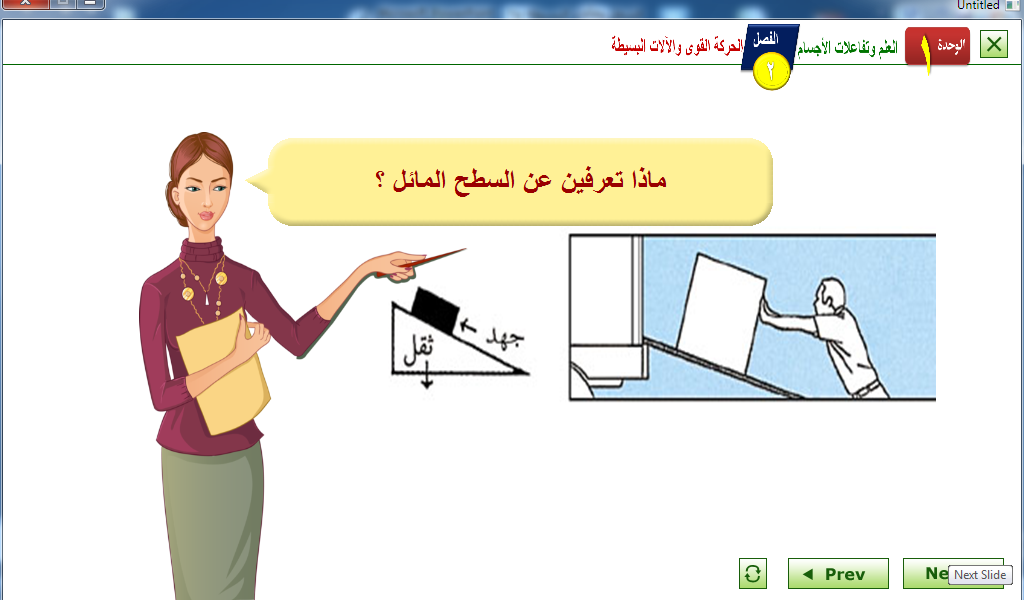 Untitled
الوحدة ١ العلم وتفاعلات الأجسام الفصل ٢ الحركة القوى والآلات البسيطة
ماذا تعرفين عن السطح المائل ؟
جهد
ثقل
Prev
Ne
Next Slide